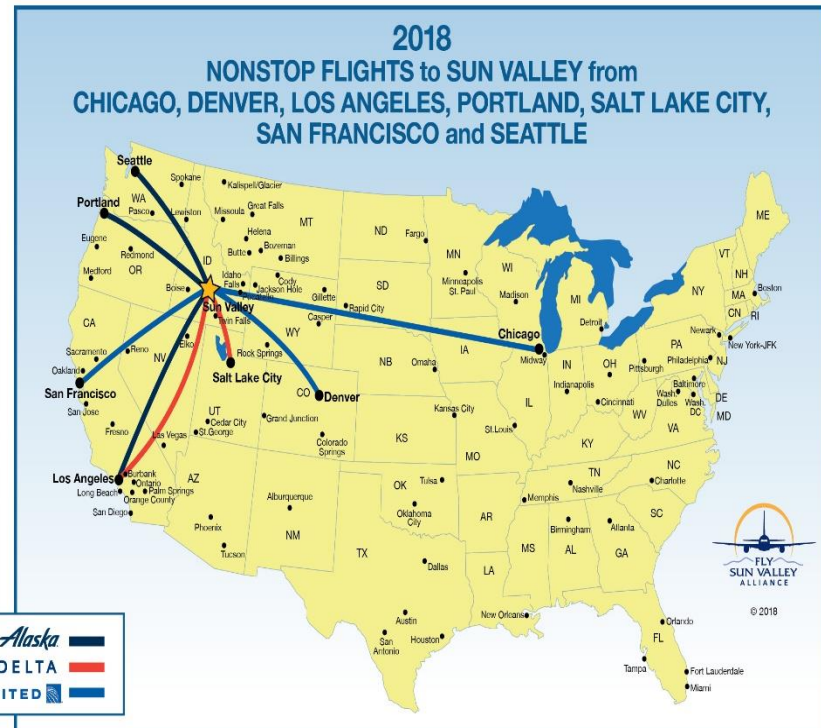 2018
NONSTOP FLIGHTS to SUN VALLEY from
CHICAGO, DENVER, LOS ANGELES, PORTLAND, SALT LAKE CITY,
SAN FRANCISCO and SEATTLE
Seattle
Spokane
Kalispell/Glacier
WA
Portland
Pasco
Lewiston
Missoula
Great Falls
MT
ND
Fargo
ME
Helena
Eugene
Redmond
OR
ID
Butte
Bozeman
Billings
MN
VT
NH
Medford
Boise
Idaho
Falls
Cody
Jackson Hole
Gillette
SD
Rapid City
Minneapolis
St. Paul
WI
Madison
MI
NY
MA
Boston
CN
RI
Sun Valley
Twin Falls
Casper
WY
Detroit
CA
NV
Elko
Rock Springs
Chicago
Midway
IA
Newark
New York-JFK
PA
Philadelphia
NJ
Sacramento
Reno
Oakland
Salt Lake City
NB
Omaha
IN
OH
Pittsburgh
San Francisco
San Jose
CO
Denver
Indianapolis
Cincinnati
Baltimore
Wash.
Dulles
Wash.
DC
DE
MD
WV
VA
Fresno
UT
Cedar City
St.George
Grand Junction
Colorado
Springs
Kansas City
KS
IL
St.Louis
MO
KY
Las Vegas
Los Angeles
Burbank
Ontario
Palm Springs
Long Beach
Orange County
San Diego
AZ
Phoenix
Tucson
Alburquerque
NM
OK
Tulsa
Oklahoma
City
AR
TN
Nashville
Memphis
NC
Charlotte
SC
Birmingham
Atlanta
MS
AL
GA
TX
Dallas
LA
Austin
San
Antonio
Houston
New Orleans
Orlando
FL
Tampa
Fort Lauderdale
Miami
FLY
SUN VALLEY
ALLIANCE
© 2018
Alaska
DELTA
ITED